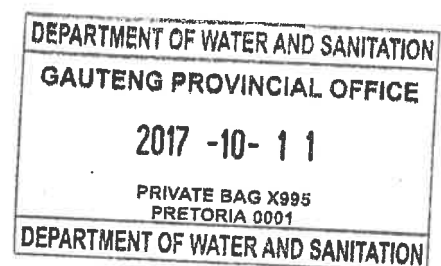 DEPARTMENT OF WATER AND SANITATION
GAUTENG PROVINCIAL OFFICE
2017 -10- 1 1
PRIVATE BAG X995
PRETORIA 0001
DEPARTMENT OF WATER AND SANITATION